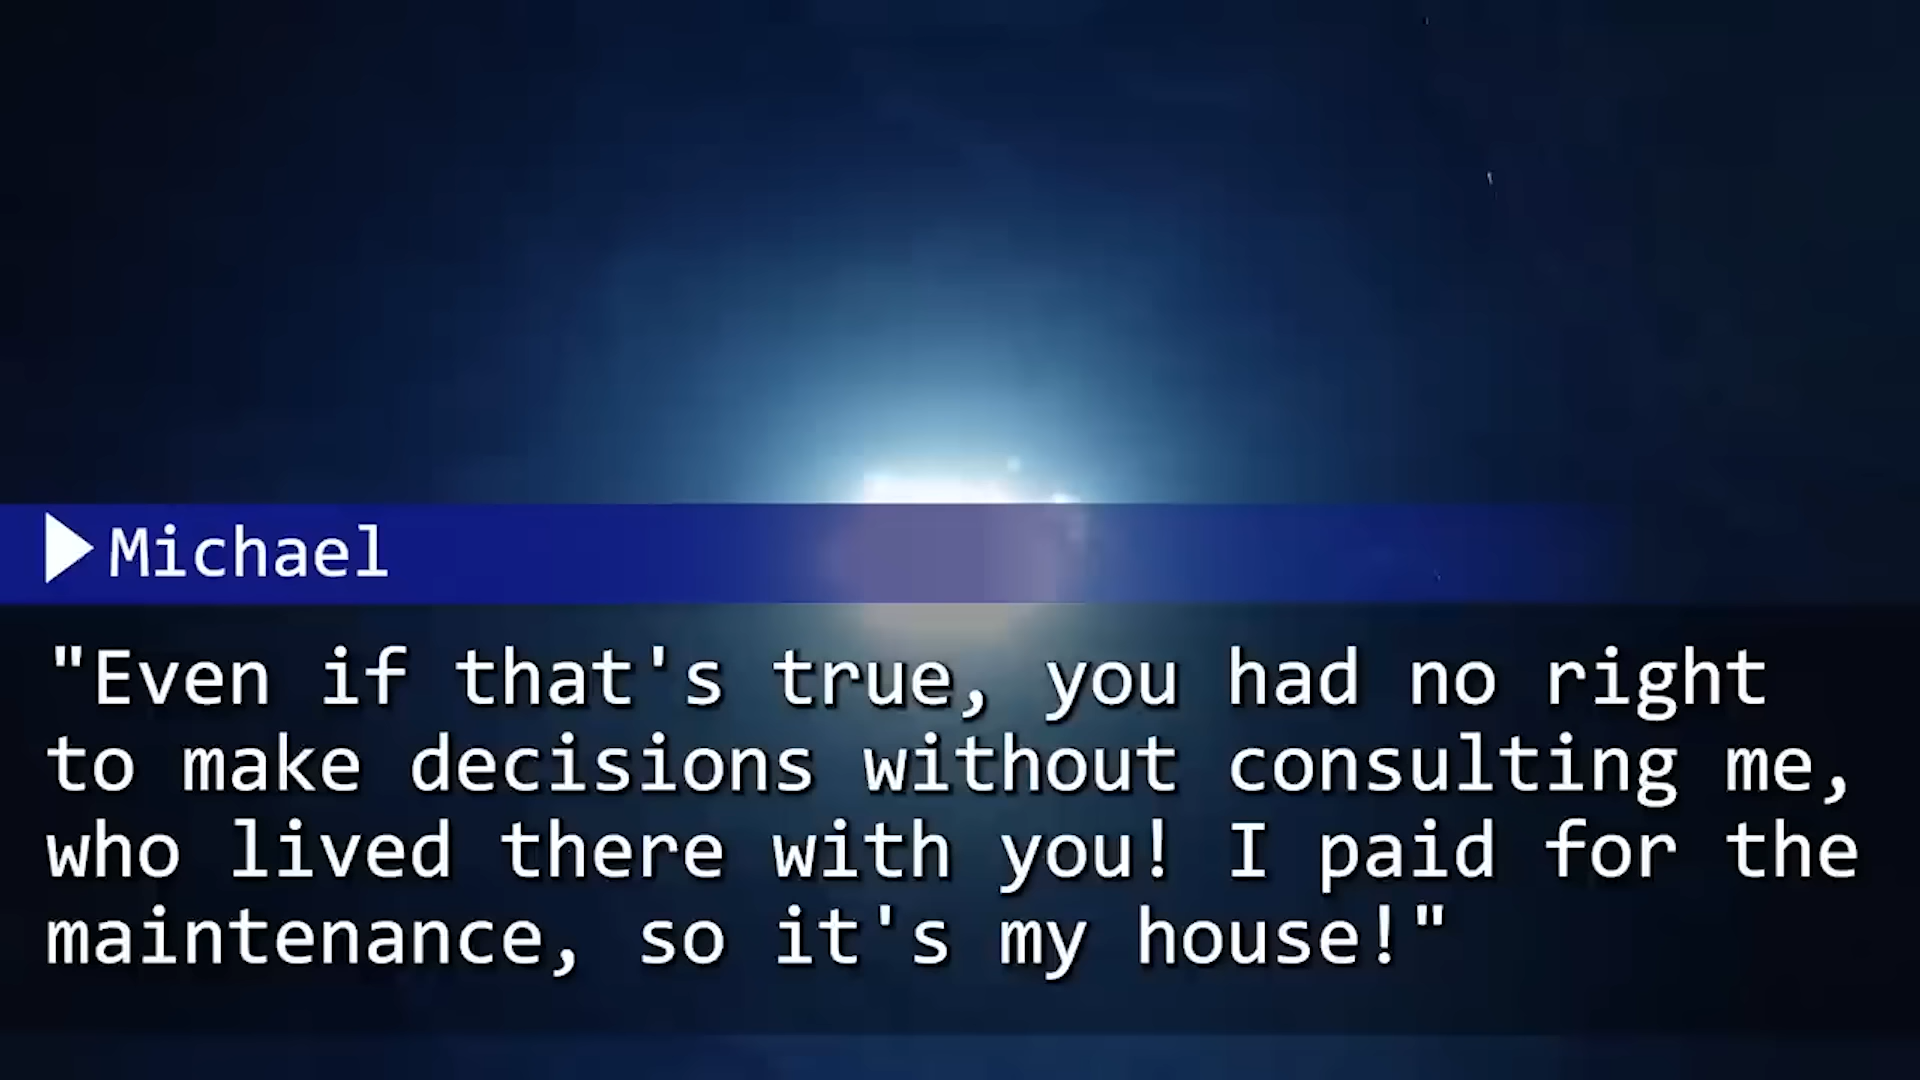 Michael
"Even if that's true, you had no right
to make decisions without consulting me,
who lived there with you! I paid for the
maintenance, so it's my house!"